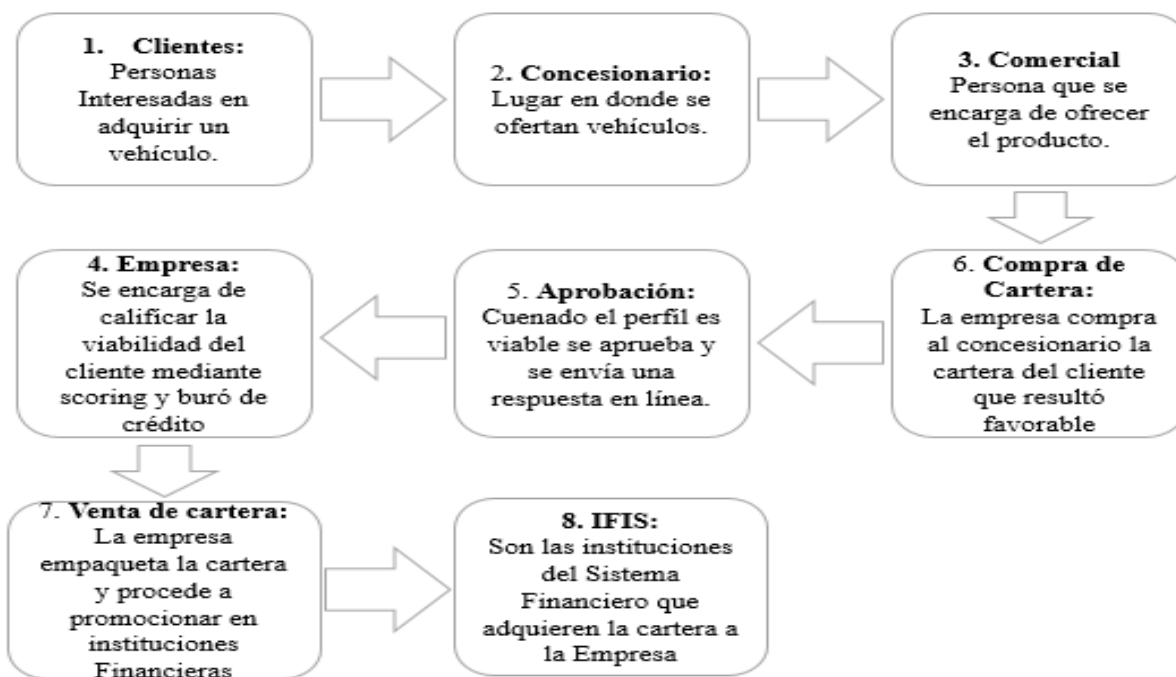 1. Clientes:
Personas
Interesadas en
adquirir un
vehículo.
2. Concesionario:
Lugar en donde se
ofertan vehículos.
3. Comercial
Persona que se
encarga de ofrecer
el producto.
4. Empresa:
Se encarga de
calificar la
viabilidad del
cliente mediante
scoring y buró de
crédito
5. Aprobación:
Cuenado el perfil es
viable se aprueba y
se envía una
respuesta en línea.
6. Compra de
Cartera:
La empresa compra
al concesionario la
cartera del cliente
que resultó
favorable
7. Venta de cartera:
La empresa
empaqueta la cartera
y procede a
promocionar en
instituciones
Financieras
8. IFIS:
Son las instituciones
del Sistema
Financiero que
adquieren la cartera a
la Empresa